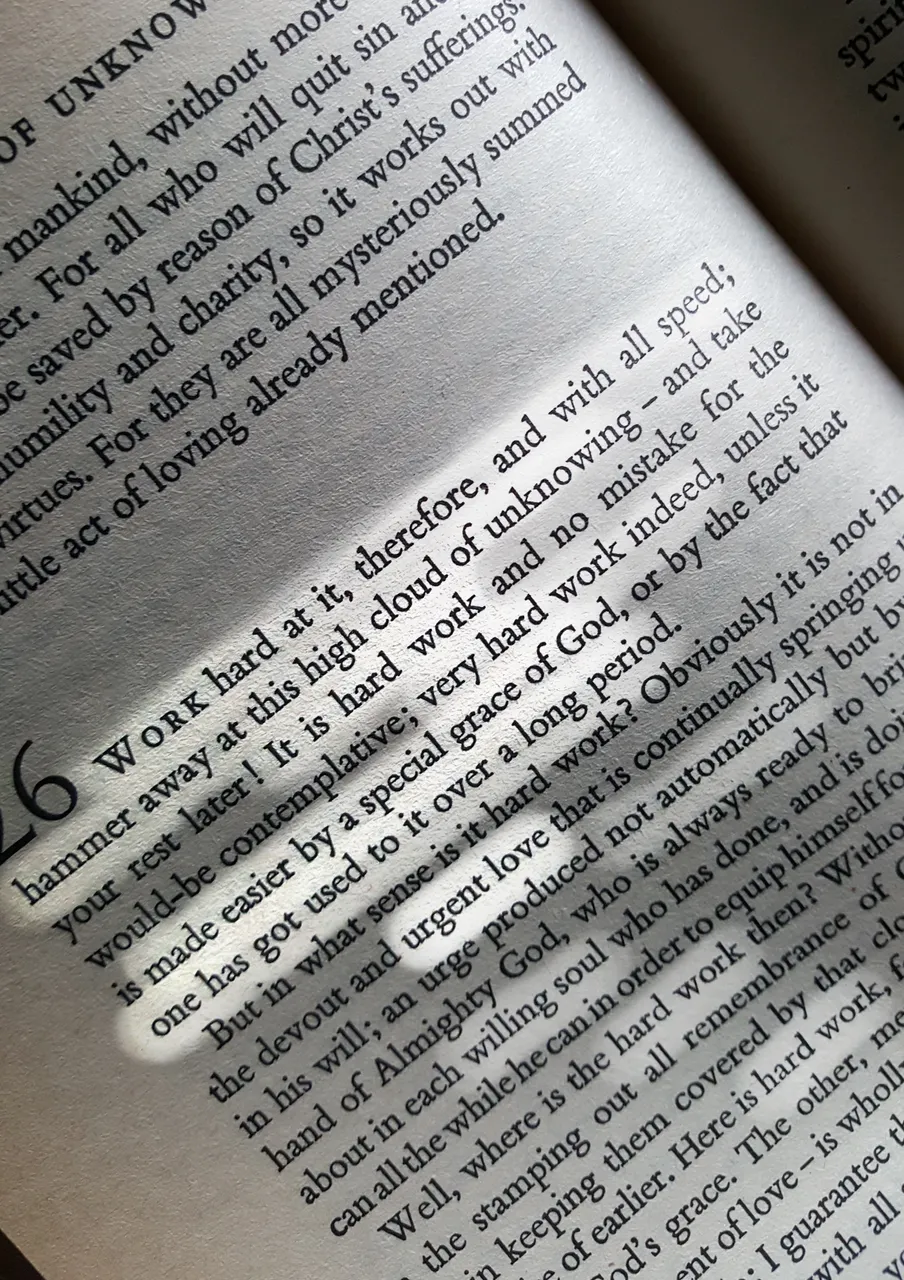 OF UNKNOW
mankind, without more
er. For all who will quit sin and
be saved by reason of Christ's sufferings.
humility and charity, so it works out with
virtues. For they are all mysteriously summed
little act of loving already mentioned.
26 WORK hard at it, therefore, and with all speed;
hammer away at this high cloud of unknowing – and take
your rest later! It is hard work and no mistake for the
would-be contemplative; very hard work indeed, unless it
is made easier by a special grace of God, or by the fact that
one has got used to it over a long period.
But in what sense is it hard work? Obviously it is not in
the devout and urgent love that is continually springing
in his will; an urge produced not automatically but by
hand of Almighty God, who is always ready to bri
about in each willing soul who has done, and is doi
can all the while he can in order to equip himself fo
Well, where is the hard work then? Witho
the stamping out all remembrance of
in keeping them covered by that clo
of earlier. Here is hard work,
od's grace. The other, me
ent of love – is wholl
: I guarantee th
with all
spiri
tw